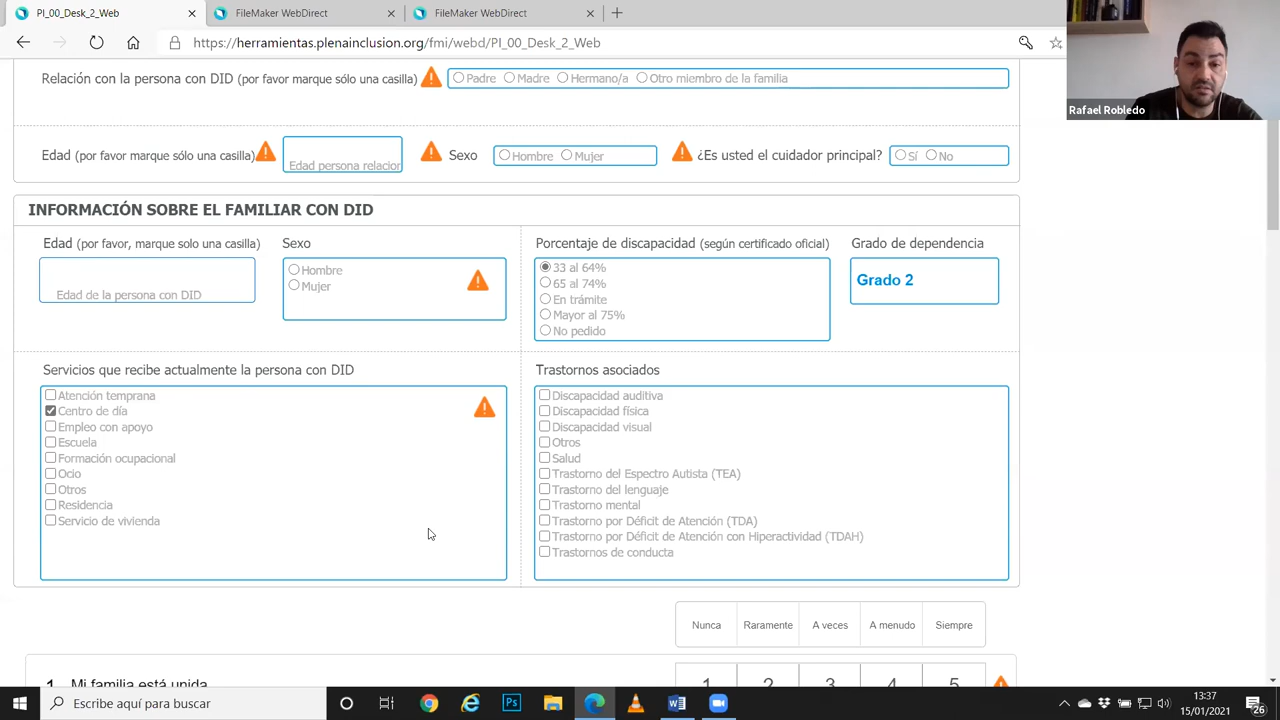 PI_00_Desk_2_Web
FileMaker WebDirect
FileMaker WebDirect
https://herramientas.plenainclusion.org/fmi/webd/PI_00_Desk_2_Web
Rafael Robledo
Relación con la persona con DID (por favor marque sólo una casilla)
Padre Madre Hermano/a Otro miembro de la familia
Edad (por favor marque sólo una casilla)
Edad persona relacior
Sexo
Hombre Mujer
¿Es usted el cuidador principal?
Sí No
INFORMACIÓN SOBRE EL FAMILIAR CON DID
Edad (por favor, marque solo una casilla)
Edad de la persona con DID
Sexo
Hombre
Mujer
Porcentaje de discapacidad (según certificado oficial)
33 al 64%
65 al 74%
En trámite
Mayor al 75%
No pedido
Grado de dependencia
Grado 2
Servicios que recibe actualmente la persona con DID
Atención temprana
Centro de día
Empleo con apoyo
Escuela
Formación ocupacional
Ocio
Otros
Residencia
Servicio de vivienda
Trastornos asociados
Discapacidad auditiva
Discapacidad física
Discapacidad visual
Otros
Salud
Trastorno del Espectro Autista (TEA)
Trastorno del lenguaje
Trastorno mental
Trastorno por Déficit de Atención (TDA)
Trastorno por Déficit de Atención con Hiperactividad (TDAH)
Trastornos de conducta
Nunca Raramente A veces A menudo Siempre
1. Mi familia está unida
1 2 3 4 5
Escribe aquí para buscar
Ps
13:37
15/01/2021
26